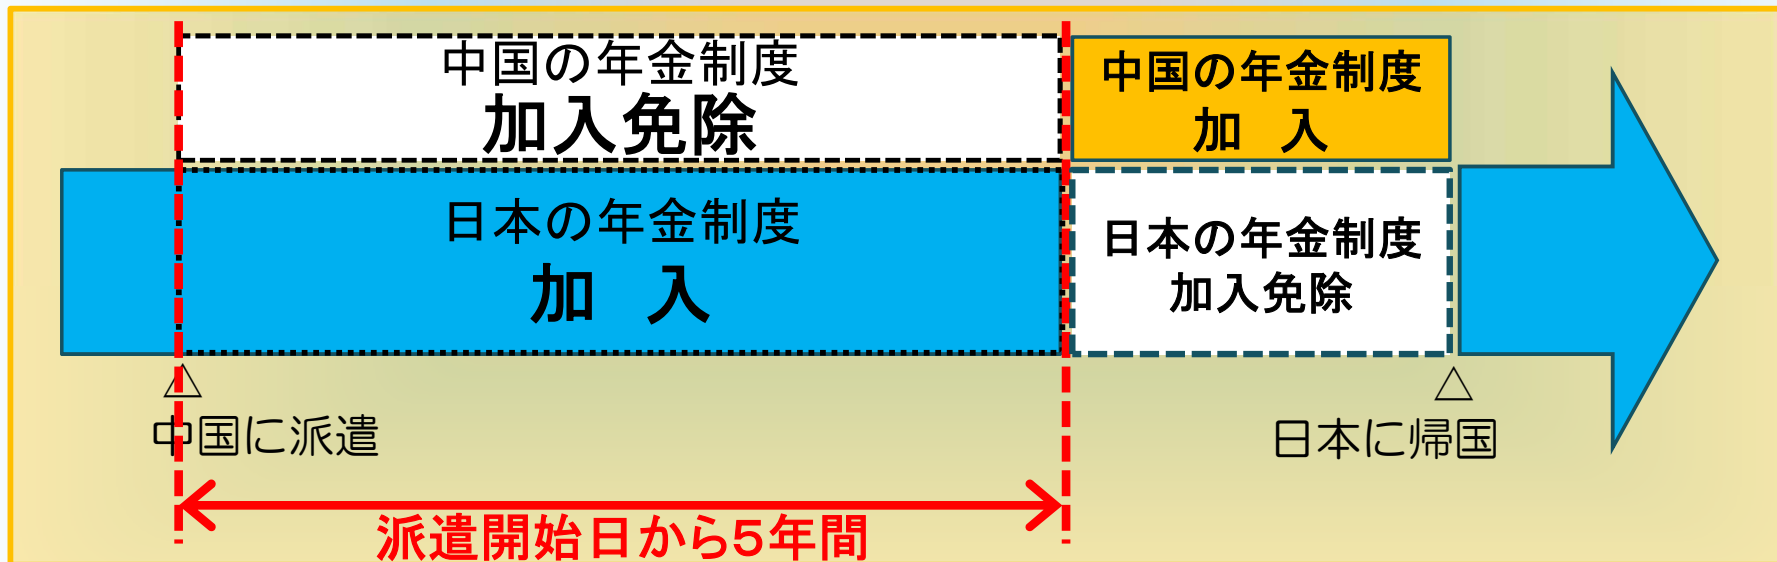 中国の年金制度
加入免除
中国の年金制度
加　入
日本の年金制度
加　入
日本の年金制度
加入免除
△
中国に派遣
△
日本に帰国
派遣開始日から5年間